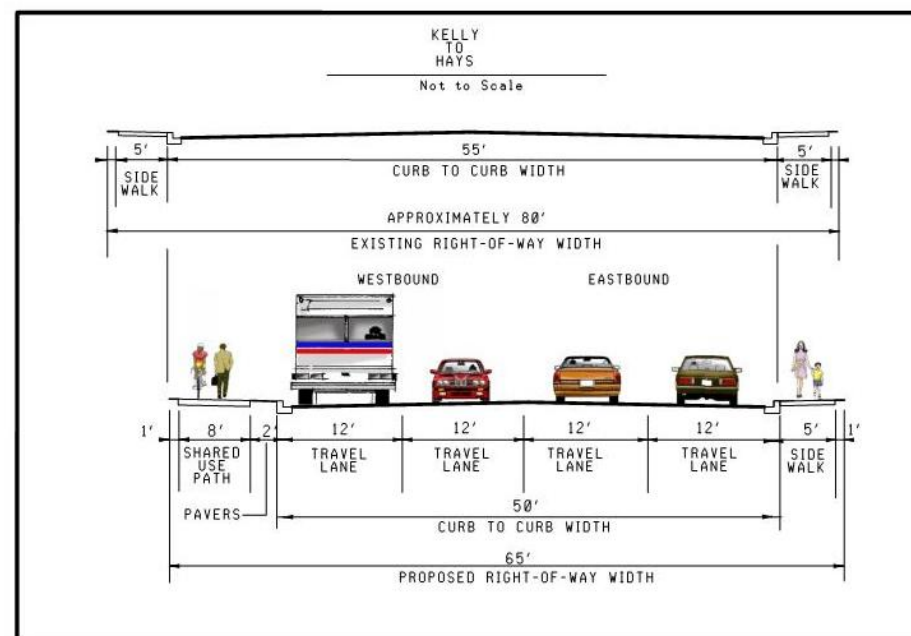 KELLY
TO
HAYS
Not to Scale
5' 55' 5'
SIDE WALK CURB TO CURB WIDTH SIDE WALK
APPROXIMATELY 80'
EXISTING RIGHT-OF-WAY WIDTH
WESTBOUND EASTBOUND
1' 8' 2' 12' 12' 12' 12' 5' 1'
SHARED USE PATH TRAVEL LANE TRAVEL LANE TRAVEL LANE TRAVEL LANE SIDE WALK
PAVERS
50'
CURB TO CURB WIDTH
65'
PROPOSED RIGHT-OF-WAY WIDTH